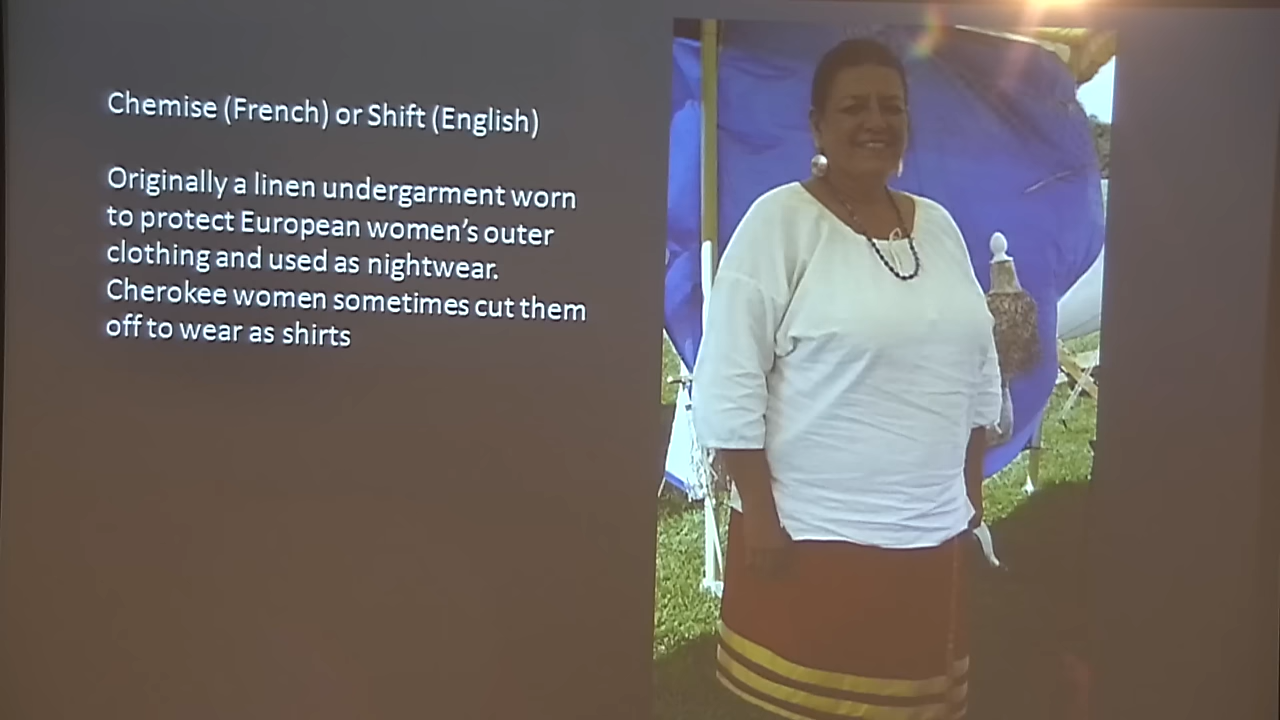 Chemise (French) or Shift (English)
Originally a linen undergarment worn
to protect European women's outer
clothing and used as nightwear.
Cherokee women sometimes cut them
off to wear as shirts